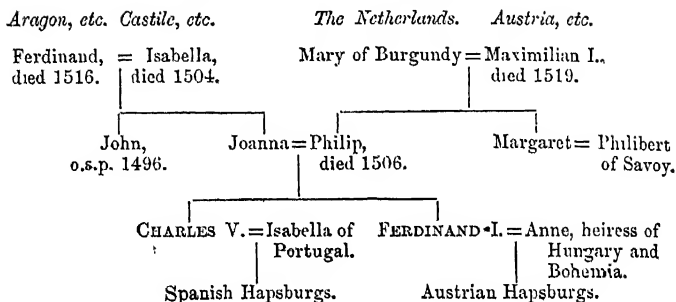 Aragon, etc. Castile, etc. The Netherlands. Austria, etc.
Ferdinand, = Isabella, Mary of Burgundy = Maximilian I.,
died 1516. died 1504. died 1519.
John, Joanna = Philip, Margaret = Philibert
o.s.p. 1496. died 1506. of Savoy.
CHARLES V. = Isabella of FERDINAND I. = Anne, heiress of
Portugal. Hungary and
Bohemia.
Spanish Hapsburgs. Austrian Hapsburgs.